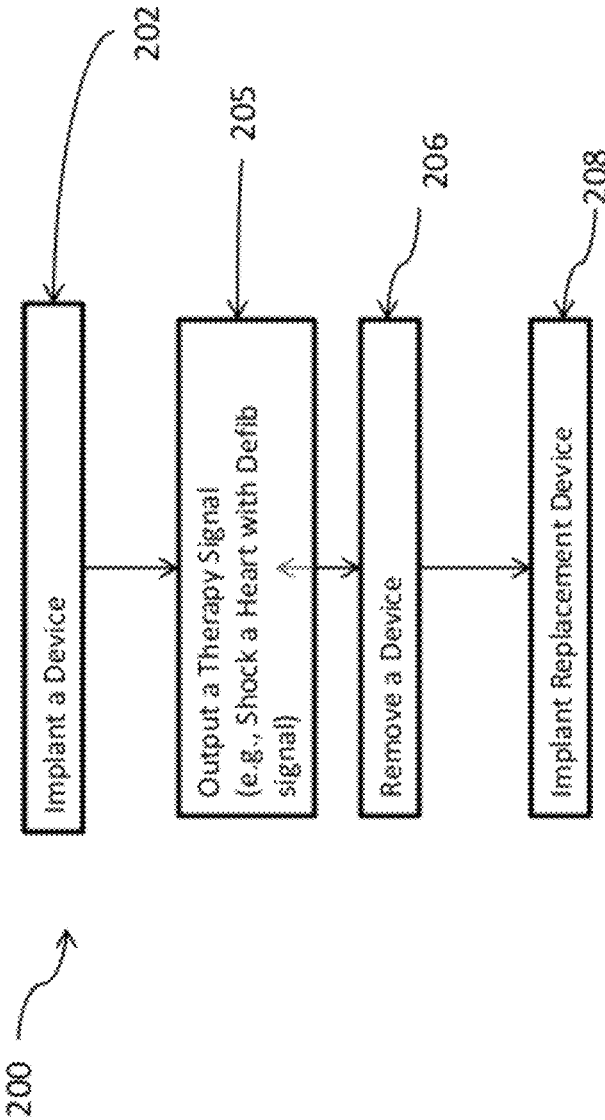 200
Implant a Device
202
Output a Therapy Signal
(e.g., Shock a Heart with Defib
signal)
205
Remove a Device
206
Implant Replacement Device
208